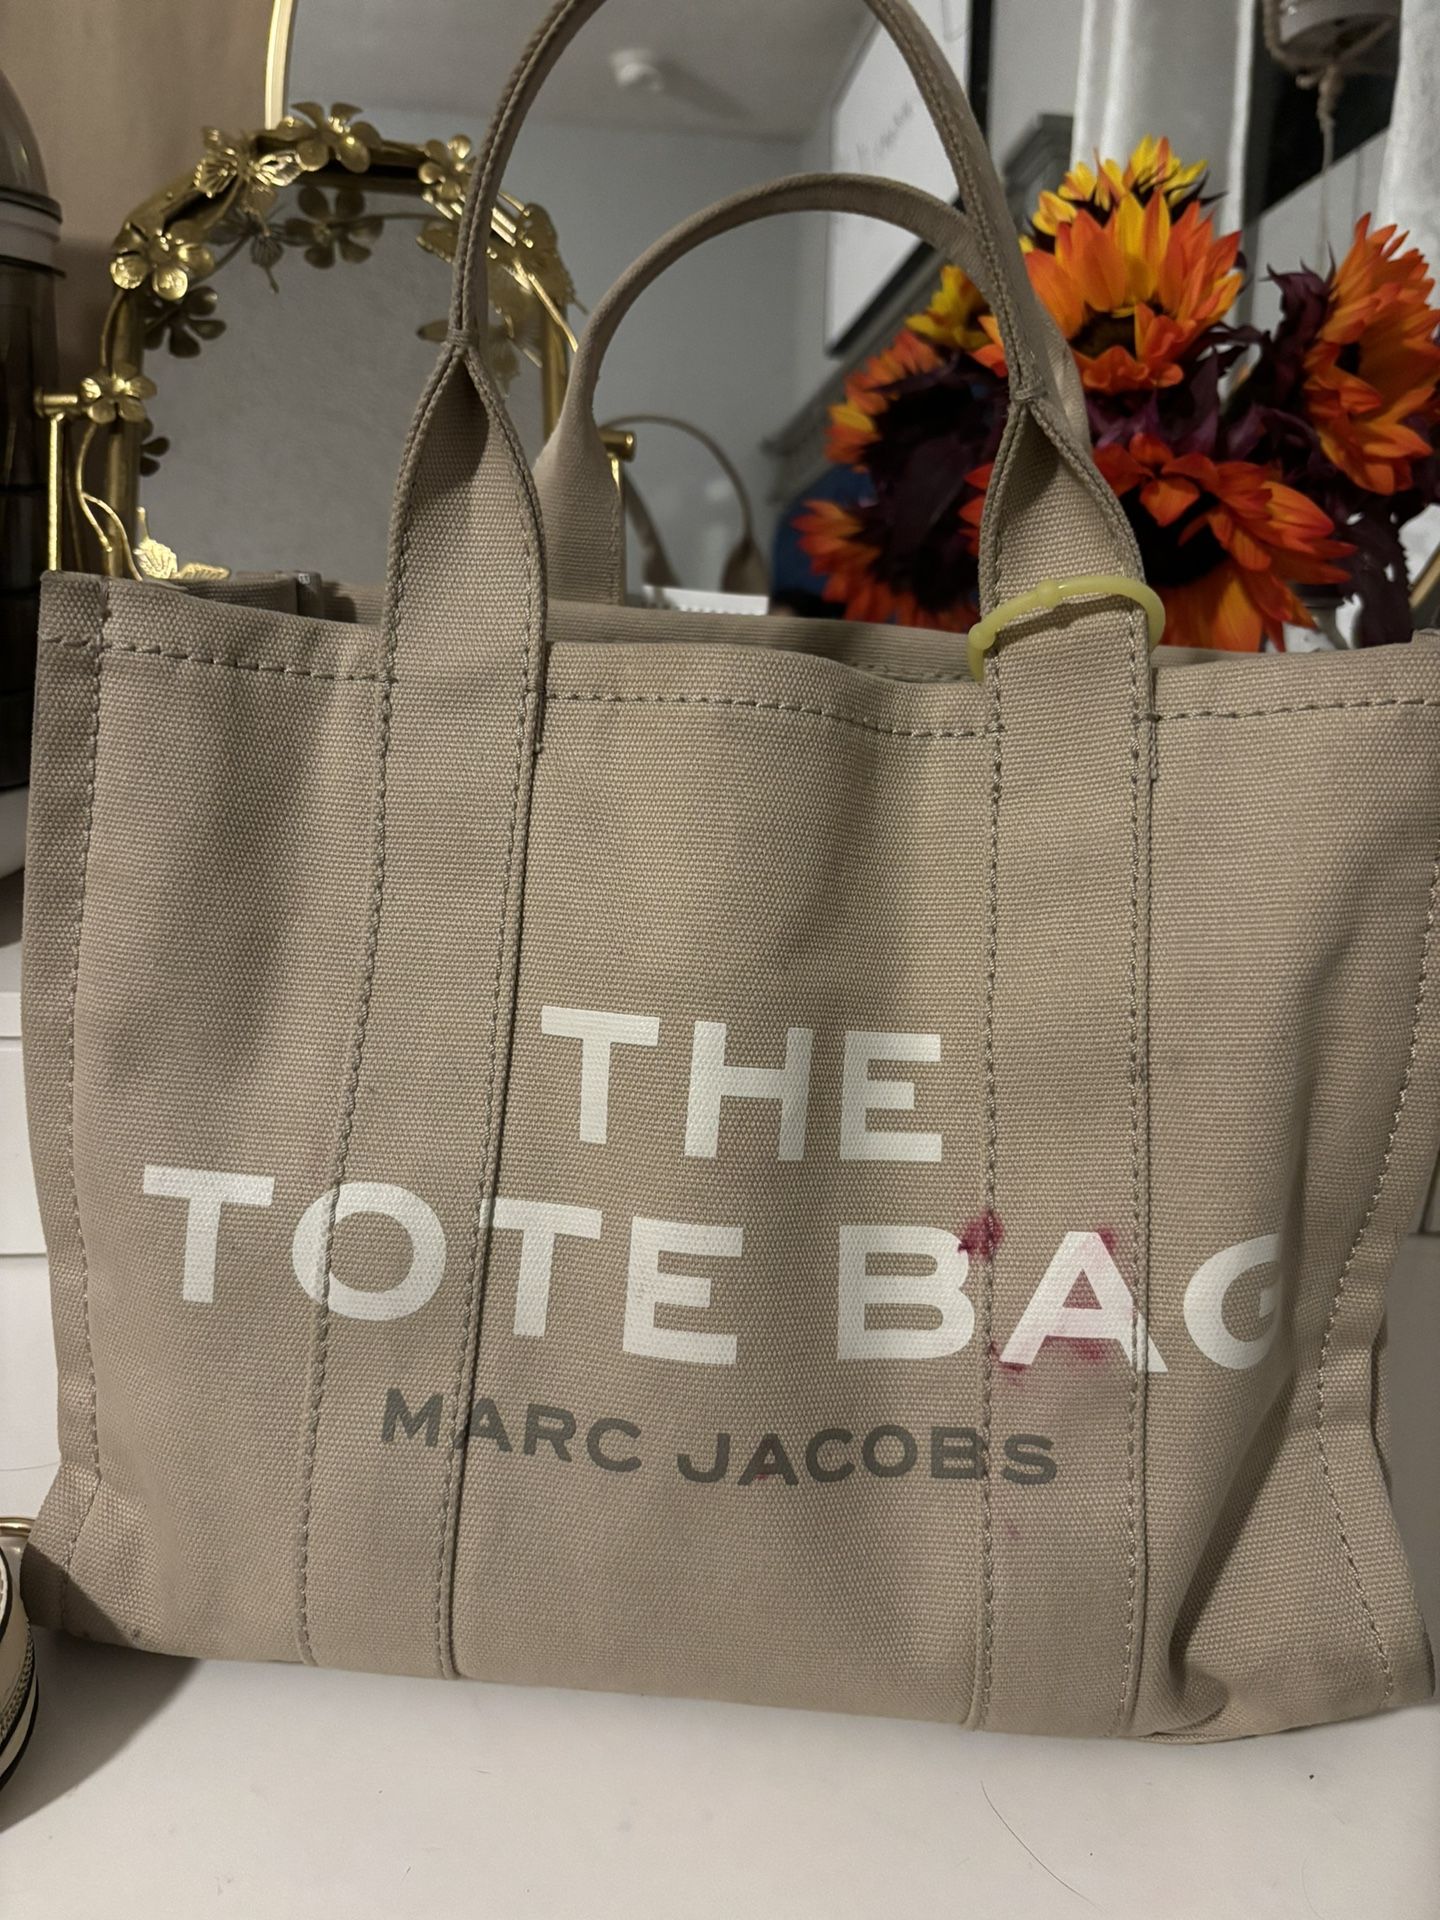 THE
TOTE BAG
MARC JACOBS